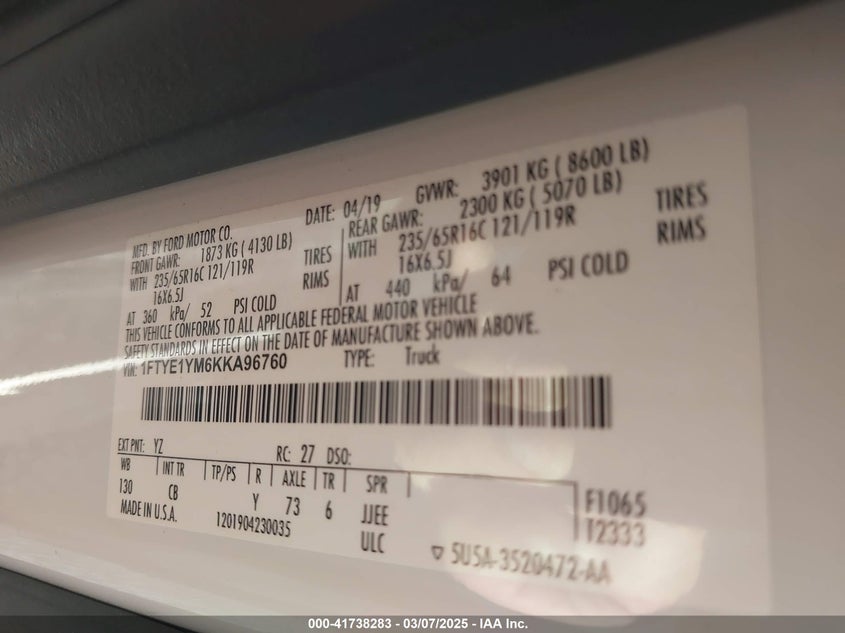 MFD. BY FORD MOTOR CO.
DATE: 04/19
GVWR: 3901 KG ( 8600 LB)
FRONT GAWR: 1873 KG ( 4130 LB)
WITH 235/65R16C 121/119R TIRES
16X6.5J RIMS
AT 360 kPa/ 52 PSI COLD
REAR GAWR: 2300 KG ( 5070 LB)
WITH 235/65R16C 121/119R TIRES
16X6.5J RIMS
AT 440 kPa/ 64 PSI COLD
THIS VEHICLE CONFORMS TO ALL APPLICABLE FEDERAL MOTOR VEHICLE
SAFETY STANDARDS IN EFFECT ON THE DATE OF MANUFACTURE SHOWN ABOVE.
VIN: 1FTYE1YM6KKA96760
TYPE: Truck
EXT PNT: YZ RC: 27 DSO:
WB INT TR TP/PS R AXLE TR SPR
130 CB Y 73 6 JJEE
F1065
T2333
MADE IN U.S.A. 1201904230035 ULC
5U5A-3520472-AA
000-41738283 - 03/07/2025 - IAA Inc.